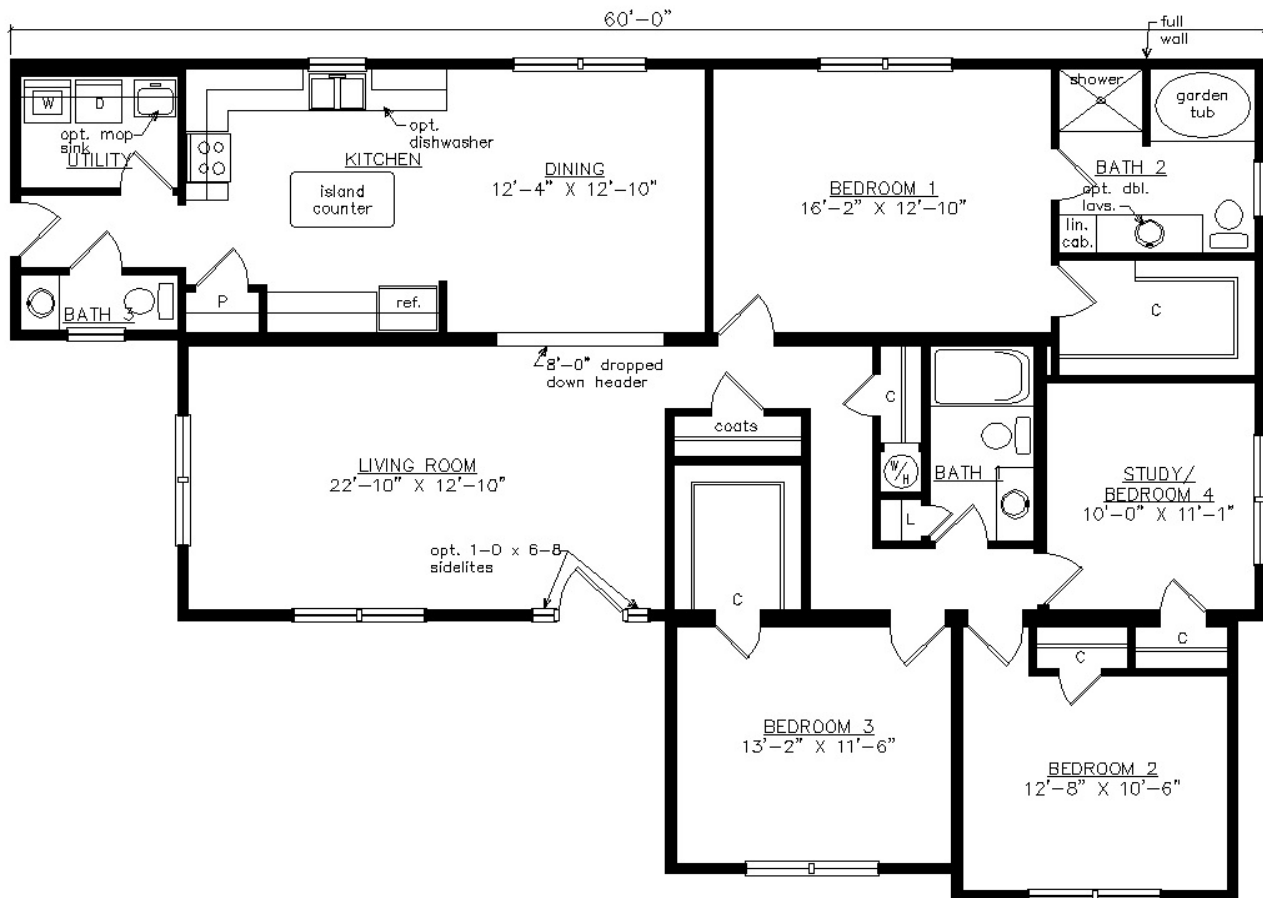 60'-0"
full
wall
W
D
opt. mop
sink
UTILITY
opt.
dishwasher
KITCHEN
island
counter
DINING
12'-4" X 12'-10"
BEDROOM 1
16'-2" X 12'-10"
shower
garden
tub
BATH 2
opt. dbl.
lavs.
lin.
cab.
BATH 3
P
ref.
C
8'-0" dropped
down header
coats
C
W/H
BATH 1
L
LIVING ROOM
22'-10" X 12'-10"
STUDY/
BEDROOM 4
10'-0" X 11'-1"
opt. 1-0 x 6-8
sidelites
C
C
C
BEDROOM 3
13'-2" X 11'-6"
BEDROOM 2
12'-8" X 10'-6"